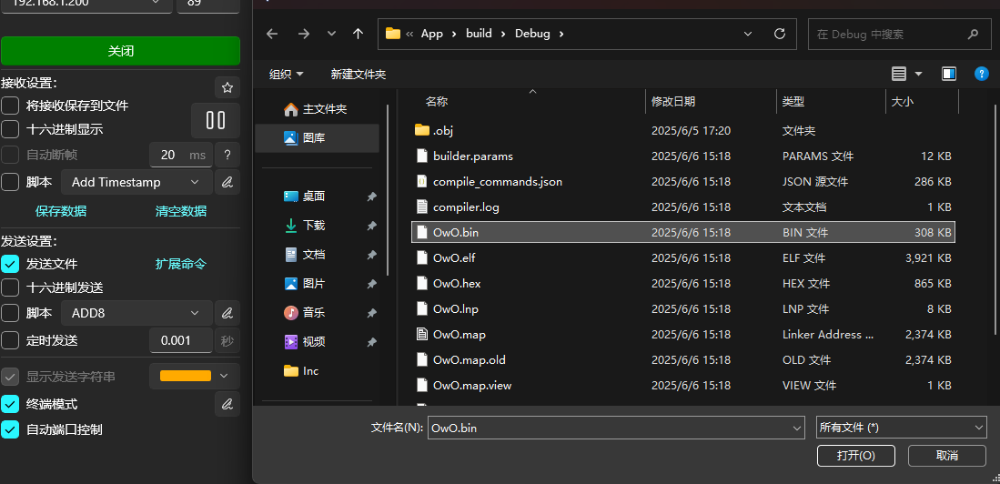 192.168.1.200
89
关闭
接收设置：
将接收保存到文件
十六进制显示
自动断帧
20 ms
?
脚本
Add Timestamp
保存数据
清空数据
发送设置：
发送文件
扩展命令
十六进制发送
脚本
ADD8
定时发送
0.001
秒
显示发送字符串
终端模式
自动端口控制
« App › build › Debug ›
在 Debug 中搜索
组织
新建文件夹
?
主文件夹
图库
桌面
下载
文档
图片
音乐
视频
Inc
名称 修改日期 类型 大小
.obj 2025/6/5 17:20 文件夹
builder.params 2025/6/6 15:18 PARAMS 文件 12 KB
compile_commands.json 2025/6/6 15:18 JSON 源文件 286 KB
compiler.log 2025/6/6 15:18 文本文档 1 KB
OwO.bin 2025/6/6 15:18 BIN 文件 308 KB
OwO.elf 2025/6/6 15:18 ELF 文件 3,921 KB
OwO.hex 2025/6/6 15:18 HEX 文件 865 KB
OwO.lnp 2025/6/6 15:18 LNP 文件 8 KB
OwO.map 2025/6/6 15:18 Linker Address ... 2,374 KB
OwO.map.old 2025/6/6 15:18 OLD 文件 2,374 KB
OwO.map.view 2025/6/6 15:18 VIEW 文件 1 KB
文件名(N):
OwO.bin
所有文件 (*)
打开(O)
取消